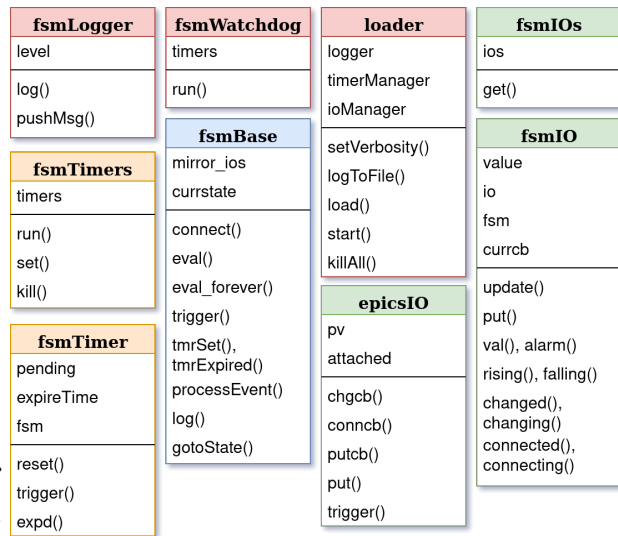 fsmLogger
level
log()
pushMsg()
fsmTimers
timers
run()
set()
kill()
fsmTimer
pending
expireTime
fsm
reset()
trigger()
expd()
fsmWatchdog
timers
run()
fsmBase
mirror_ios
currstate
connect()
eval()
eval_forever()
trigger()
tmrSet(),
tmrExpired()
processEvent()
log()
gotoState()
loader
logger
timerManager
ioManager
setVerbosity()
logToFile()
load()
start()
killAll()
epicsIO
pv
attached
chgcb()
conncb()
putcb()
put()
trigger()
fsmIOs
ios
get()
fsmIO
value
io
fsm
currcb
update()
put()
val(), alarm()
rising(), falling()
changed(),
changing()
connected(),
connecting()